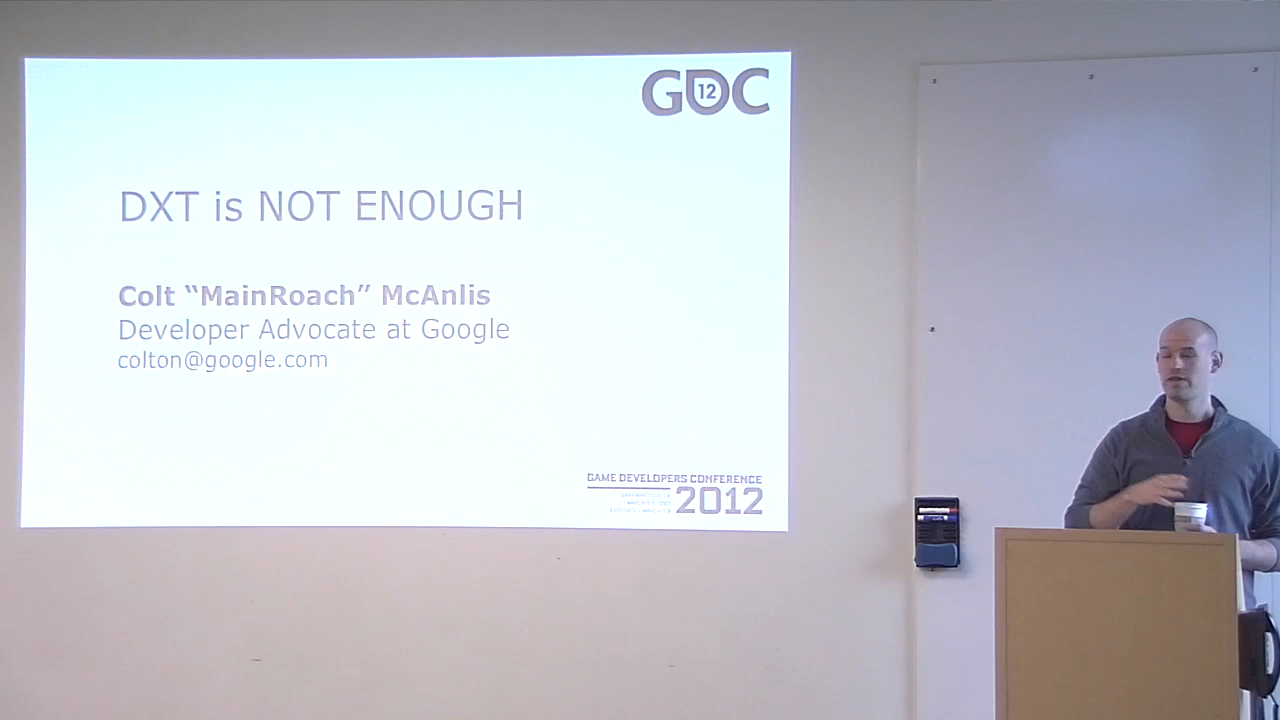 GDC
12
DXT is NOT ENOUGH
Colt “MainRoach” McAnlis
Developer Advocate at Google
colton@google.com
GAME DEVELOPERS CONFERENCE
2012